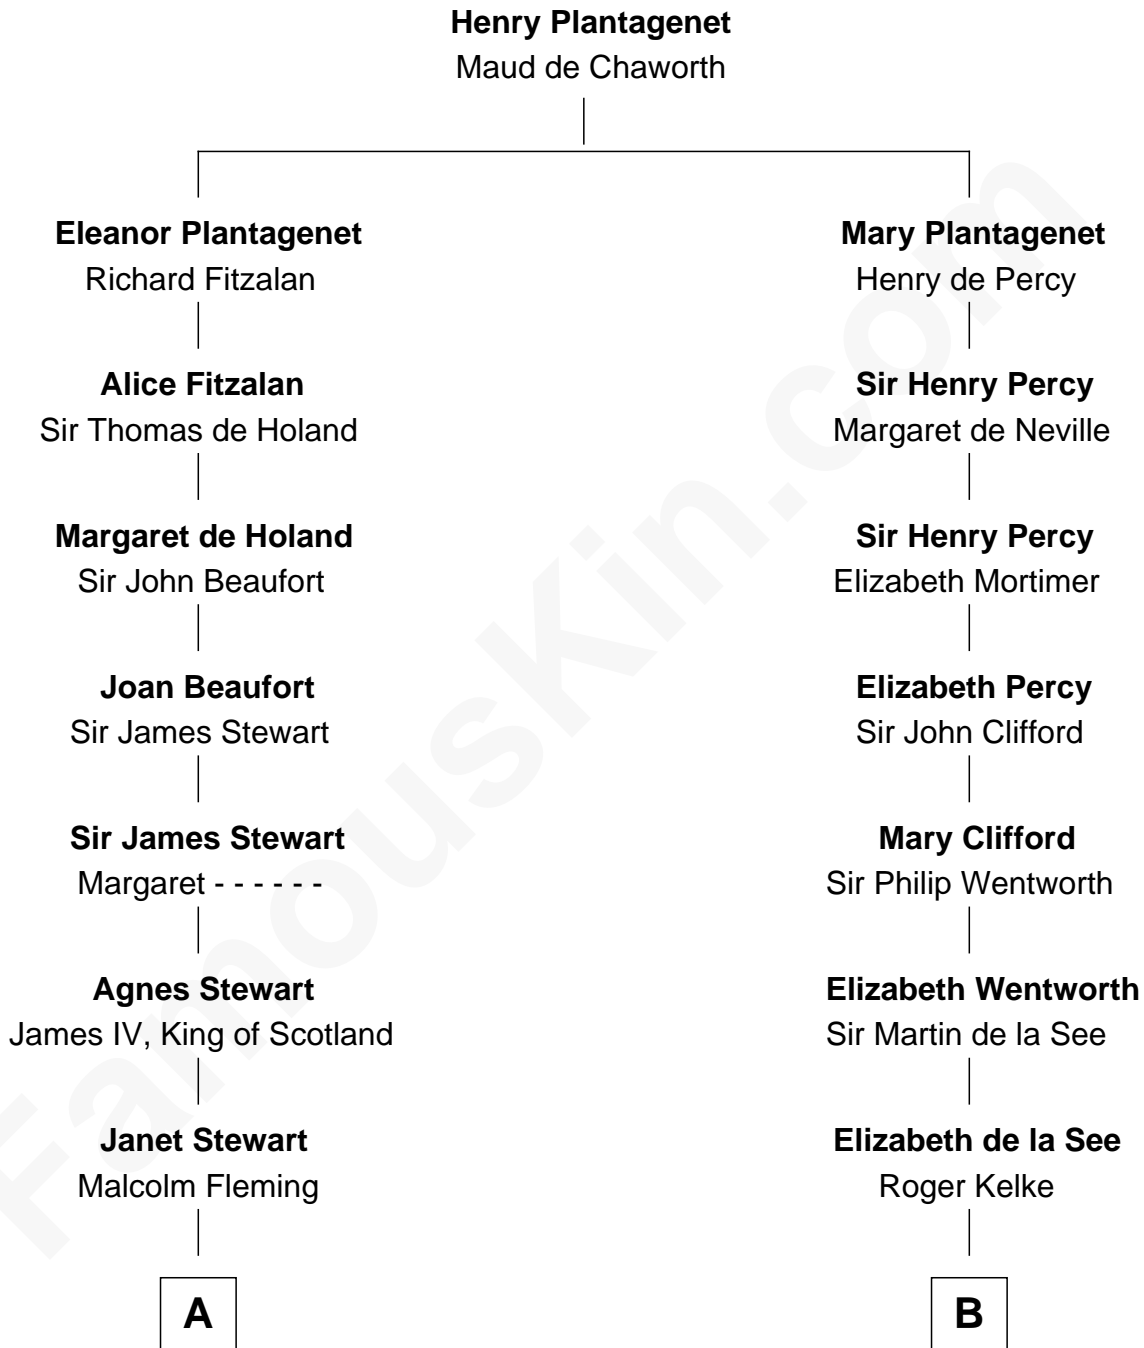 Henry Plantagenet
Maud de Chaworth
Eleanor Plantagenet
Richard Fitzalan
Alice Fitzalan
Sir Thomas de Holand
Margaret de Holand
Sir John Beaufort
Joan Beaufort
Sir James Stewart
Sir James Stewart
Margaret - - - - - -
Agnes Stewart
James IV, King of Scotland
Janet Stewart
Malcolm Fleming
A
Mary Plantagenet
Henry de Percy
Sir Henry Percy
Margaret de Neville
Sir Henry Percy
Elizabeth Mortimer
Elizabeth Percy
Sir John Clifford
Mary Clifford
Sir Philip Wentworth
Elizabeth Wentworth
Sir Martin de la See
Elizabeth de la See
Roger Kelke
B
FamousKin.com